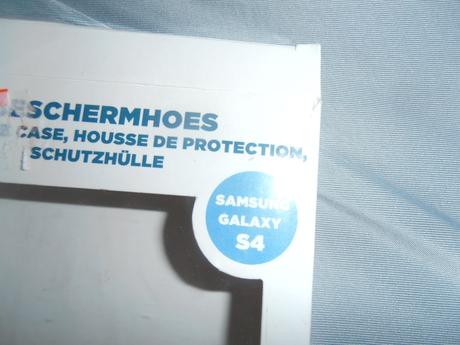 BESCHERMHOES
CASE, HOUSSE DE PROTECTION,
SCHUTZHÜLLE
SAMSUNG
GALAXY
S4